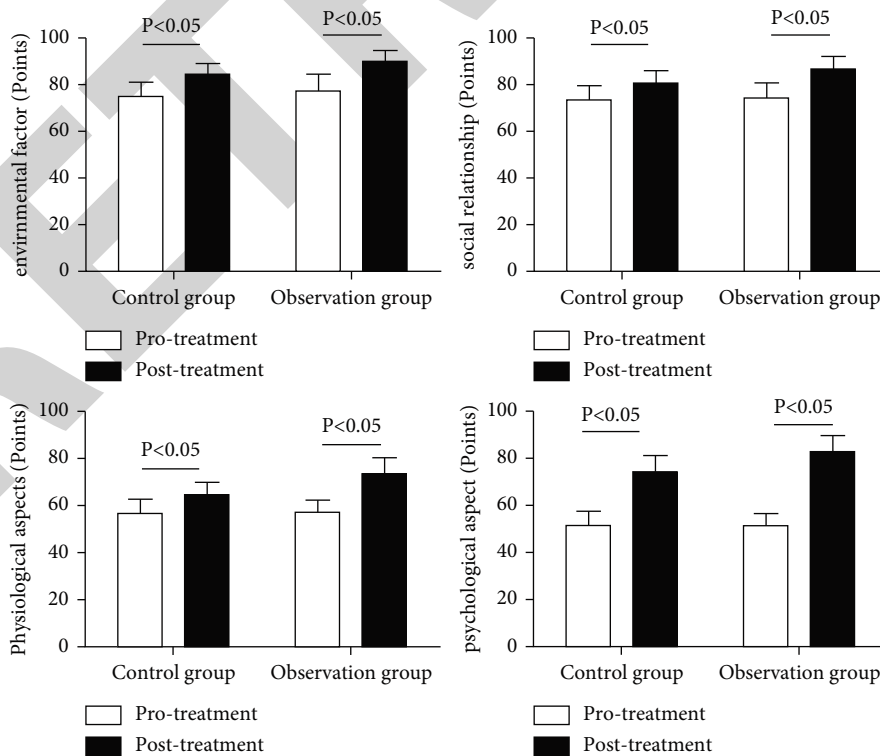 envirnmental factor (Points)
100
80
60
40
20
0
P<0.05
P<0.05
Control group
Observation group
Pro-treatment
Post-treatment
social relationship (Points)
100
80
60
40
20
0
P<0.05
P<0.05
Control group
Observation group
Pro-treatment
Post-treatment
Physiological aspects (Points)
100
80
60
40
20
0
P<0.05
P<0.05
Control group
Observation group
Pro-treatment
Post-treatment
psychological aspect (Points)
100
80
60
40
20
0
P<0.05
P<0.05
Control group
Observation group
Pro-treatment
Post-treatment